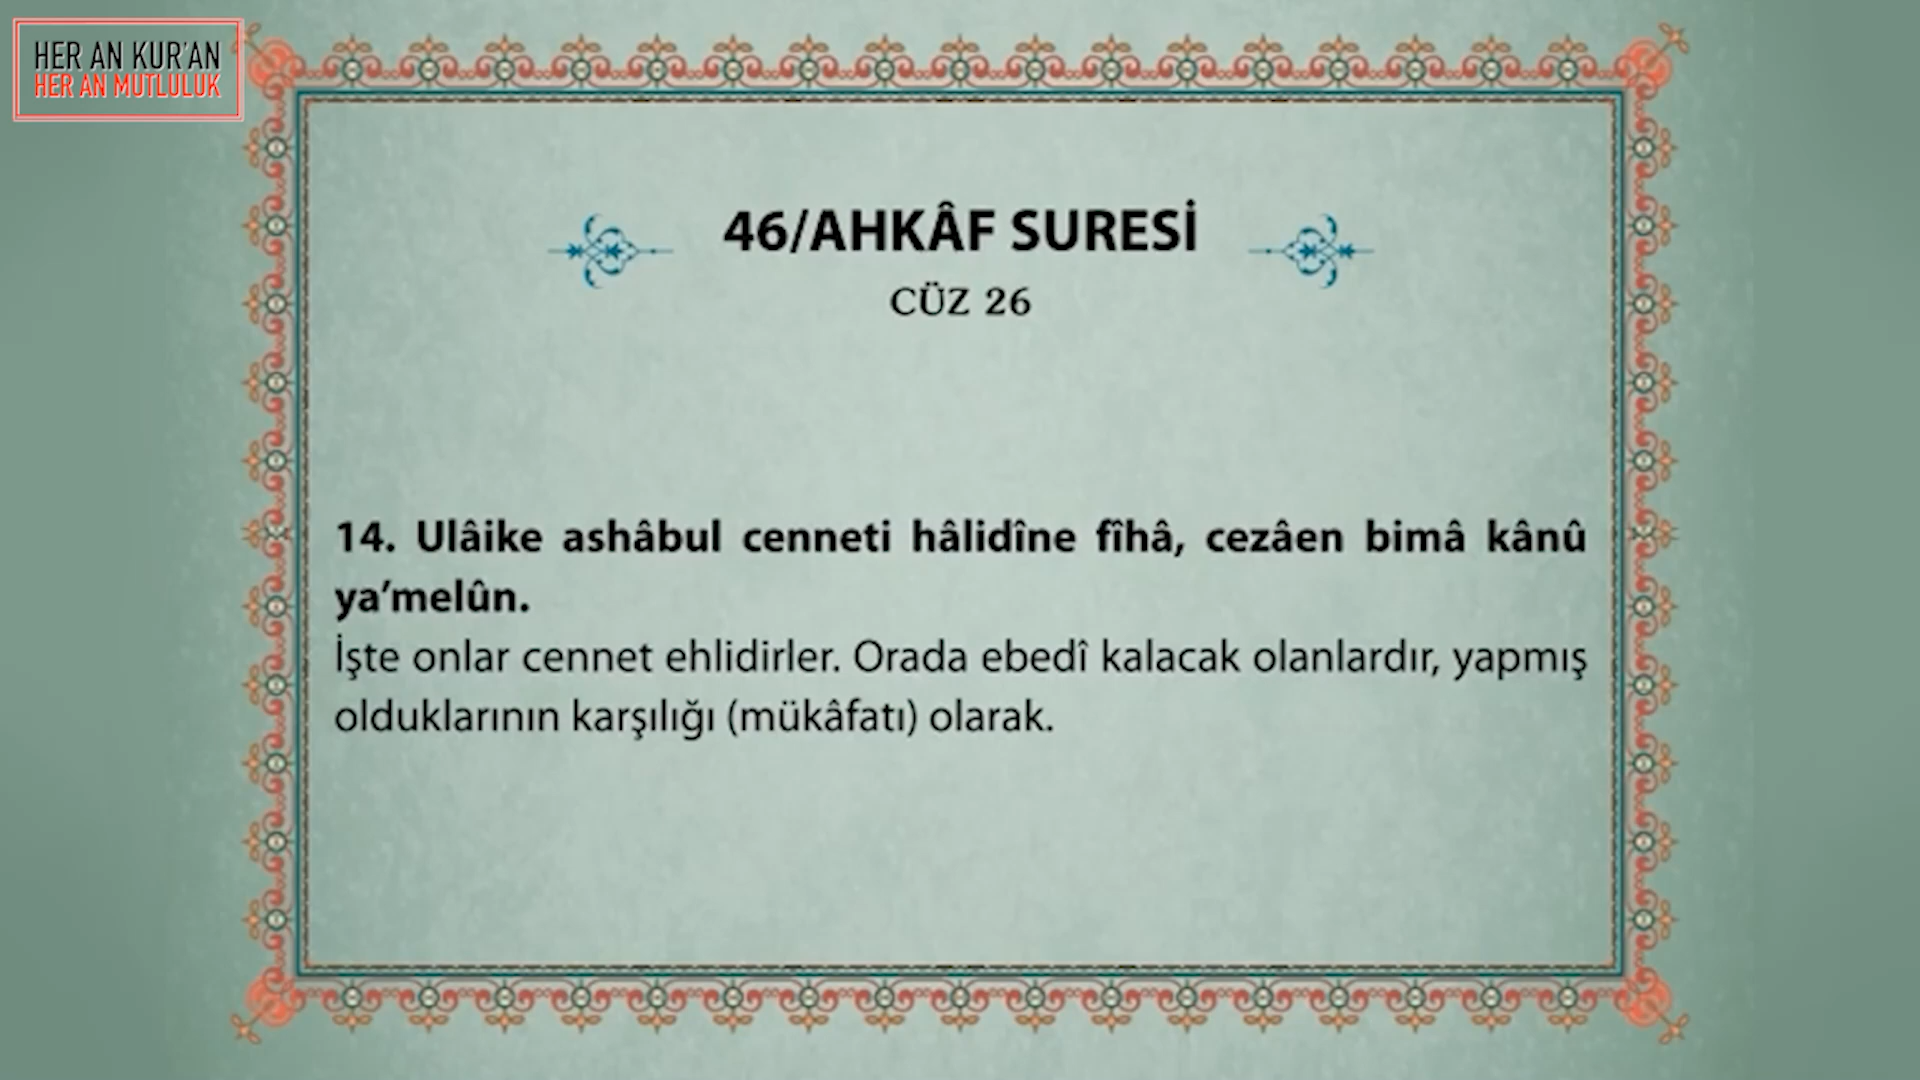 HER AN KUR'AN
HER AN MUTLULUK
46/AHKÂF SURESİ
CÜZ 26
14. Ulâike ashâbul cenneti hâlidîne fîhâ, cezâen bimâ kânû
ya’melûn.
İşte onlar cennet ehlidirler. Orada ebedî kalacak olanlardır, yapmış
olduklarının karşılığı (mükâfatı) olarak.